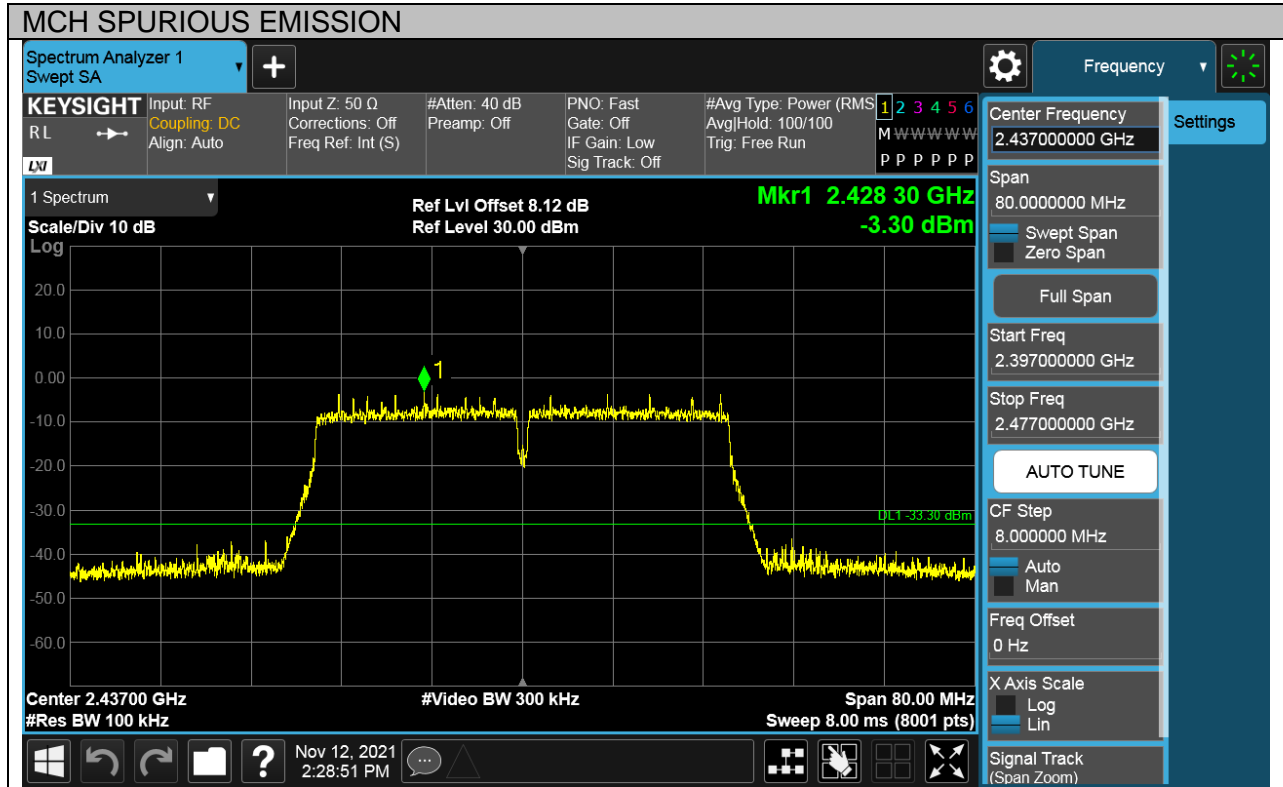 MCH SPURIOUS EMISSION
Spectrum Analyzer 1
Swept SA
+
Frequency
KEYSIGHT
R L
LXI
Input: RF
Coupling: DC
Align: Auto
Input Z: 50 Ω
Corrections: Off
Freq Ref: Int (S)
#Atten: 40 dB
Preamp: Off
PNO: Fast
Gate: Off
IF Gain: Low
Sig Track: Off
#Avg Type: Power (RMS
Avg|Hold: 100/100
Trig: Free Run
1 2 3 4 5 6
M W W W W W
P P P P P P
1 Spectrum
Scale/Div 10 dB
Log
Ref Lvl Offset 8.12 dB
Ref Level 30.00 dBm
Mkr1 2.428 30 GHz
-3.30 dBm
20.0
10.0
0.00
-10.0
-20.0
-30.0
-40.0
-50.0
-60.0
1
DL1 -33.30 dBm
Center 2.43700 GHz
#Res BW 100 kHz
#Video BW 300 kHz
Span 80.00 MHz
Sweep 8.00 ms (8001 pts)
Center Frequency
2.437000000 GHz
Settings
Span
80.0000000 MHz
Swept Span
Zero Span
Full Span
Start Freq
2.397000000 GHz
Stop Freq
2.477000000 GHz
AUTO TUNE
CF Step
8.000000 MHz
Auto
Man
Freq Offset
0 Hz
X Axis Scale
Log
Lin
Signal Track
(Span Zoom)
?
Nov 12, 2021
2:28:51 PM